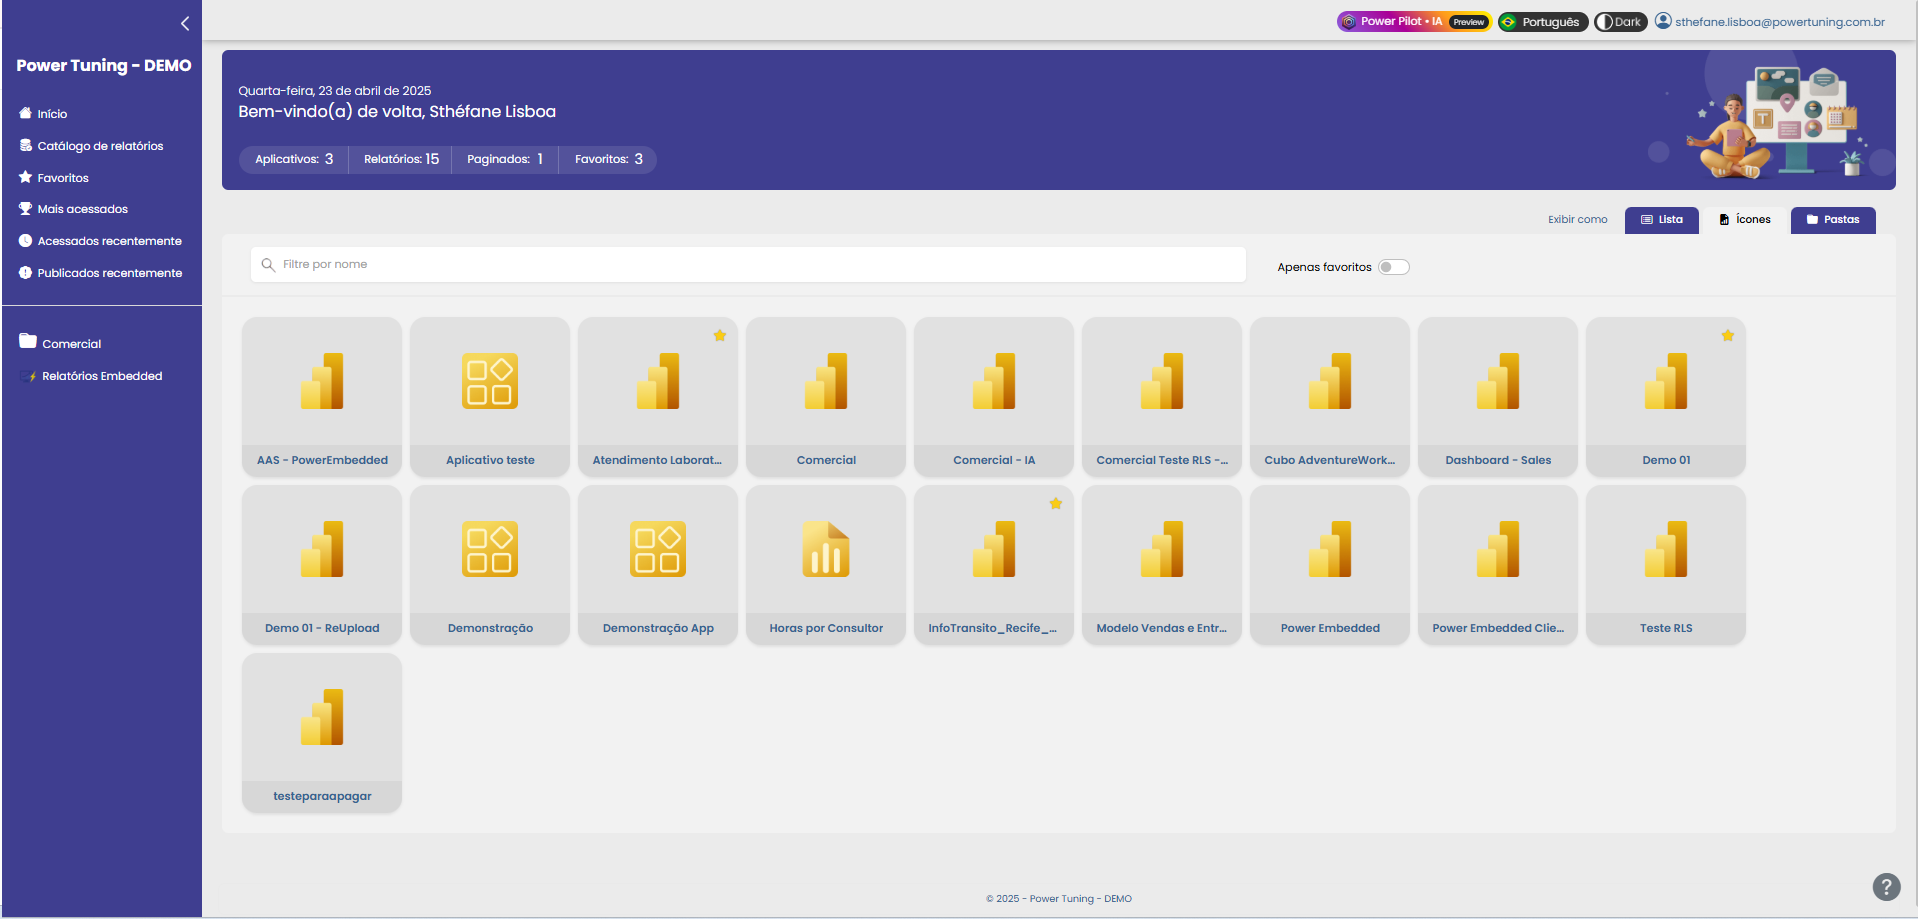 Power Pilot • IA Preview
Português
Dark
sthefane.lisboa@powertuning.com.br
Power Tuning - DEMO
Início
Catálogo de relatórios
Favoritos
Mais acessados
Acessados recentemente
Publicados recentemente
Comercial
Relatórios Embedded
Quarta-feira, 23 de abril de 2025
Bem-vindo(a) de volta, Sthéfane Lisboa
Aplicativos: 3 Relatórios: 15 Paginados: 1 Favoritos: 3
Exibir como Lista Ícones Pastas
Filtre por nome
Apenas favoritos
AAS - PowerEmbedded
Aplicativo teste
Atendimento Laborat...
Comercial
Comercial - IA
Comercial Teste RLS -...
Cubo AdventureWork...
Dashboard - Sales
Demo 01
Demo 01 - ReUpload
Demonstração
Demonstração App
Horas por Consultor
InfoTransito_Recife_...
Modelo Vendas e Entr...
Power Embedded
Power Embedded Clie...
Teste RLS
testeparaapagar
© 2025 - Power Tuning - DEMO
?